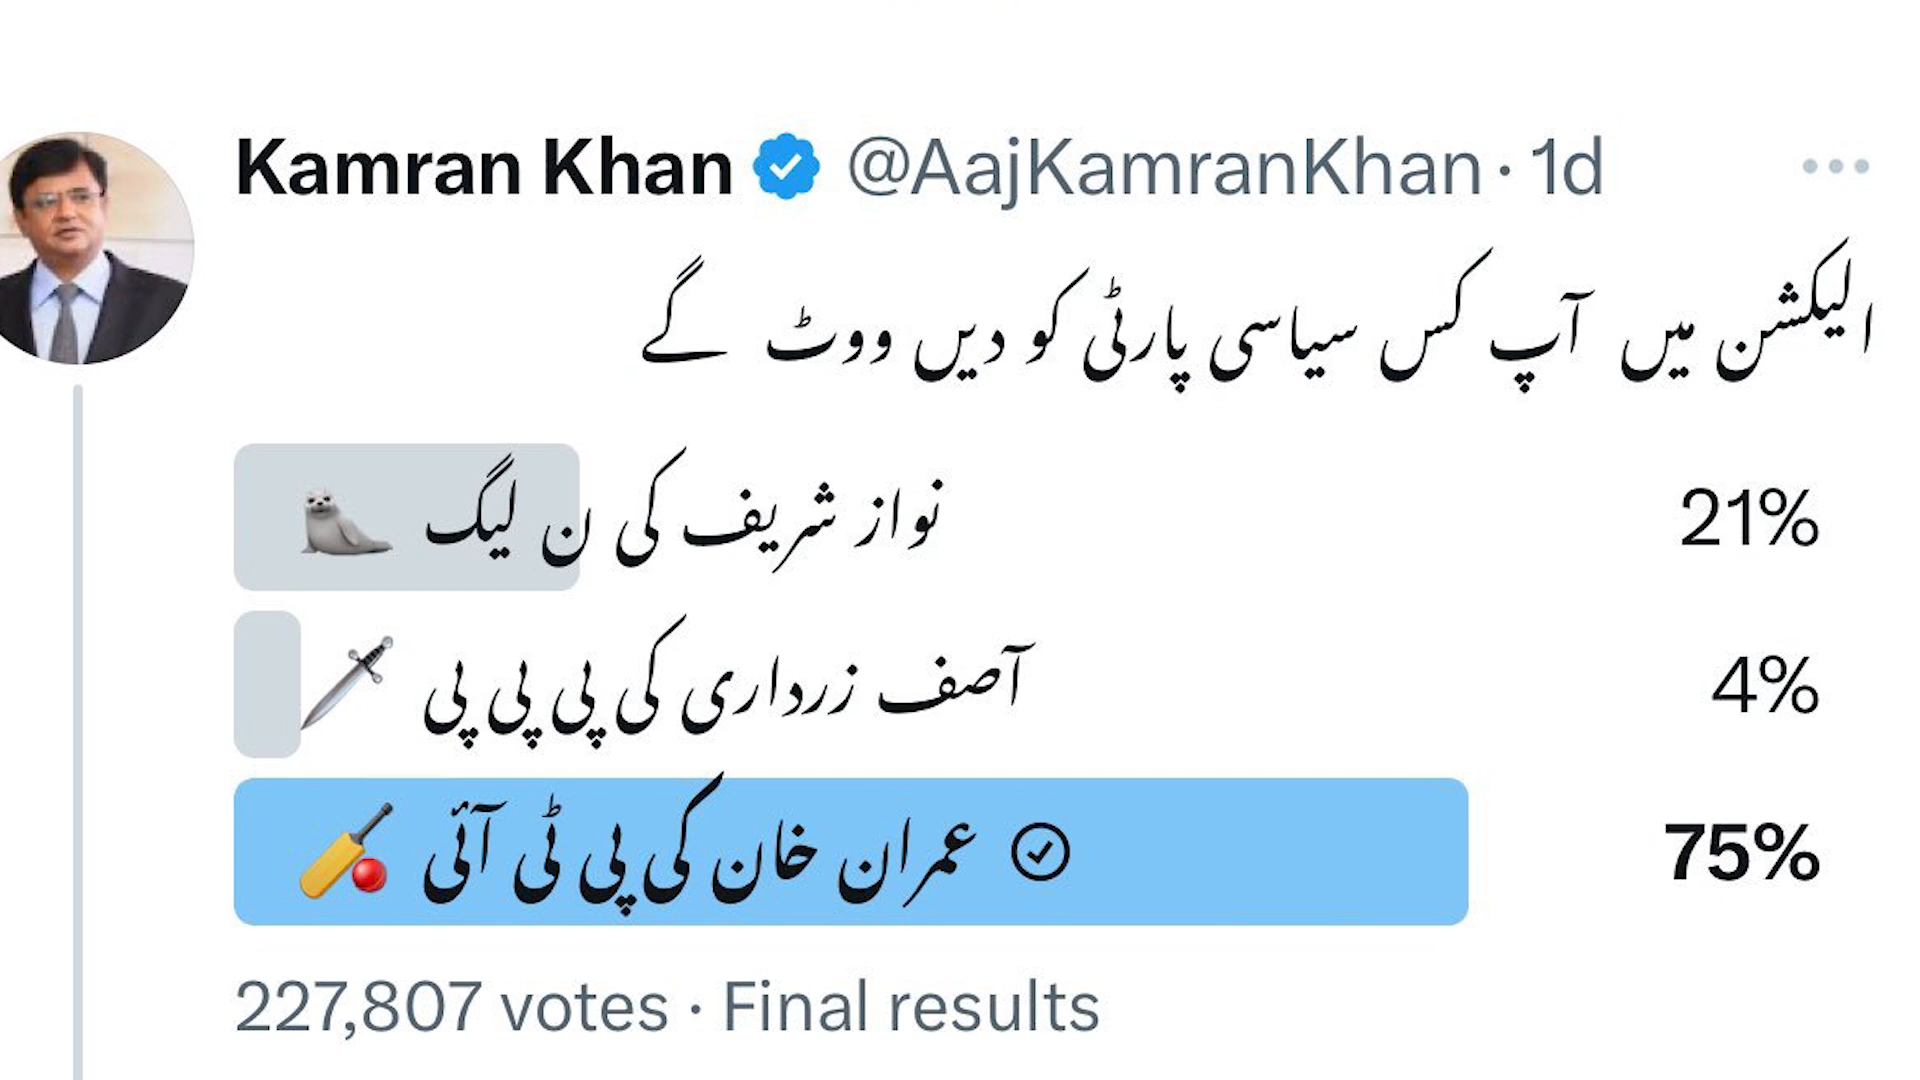 Kamran Khan @AajKamranKhan · 1d
الیکشن میں آپ کس سیاسی پارٹی کو دیں ووٹ گے
نواز شریف کی ن لیگ 21%
آصف زرداری کی پی پی پی 4%
عمران خان کی پی ٹی آئی 75%
227,807 votes · Final results